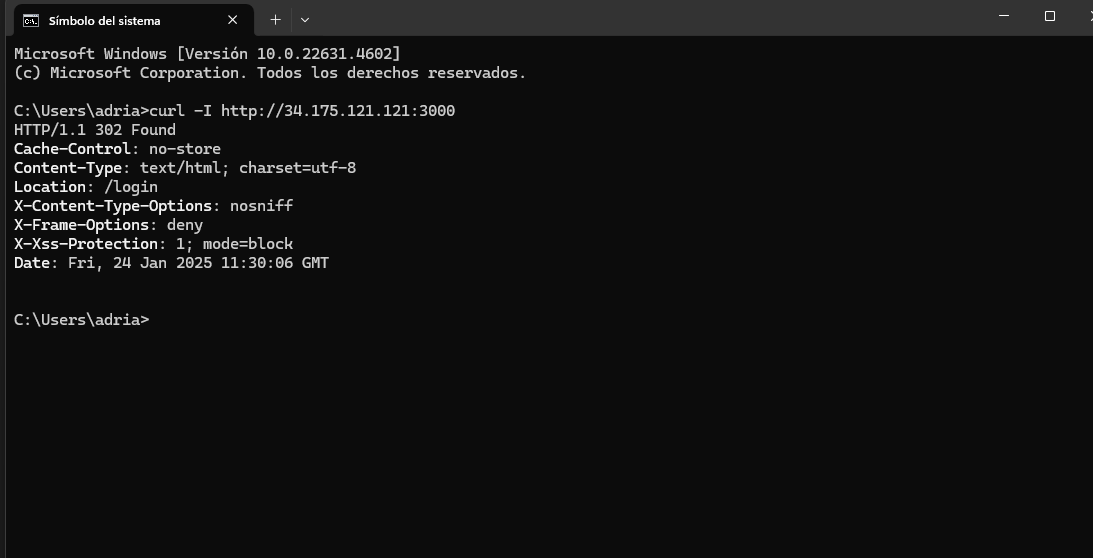 Símbolo del sistema
Microsoft Windows [Versión 10.0.22631.4602]
(c) Microsoft Corporation. Todos los derechos reservados.
C:\Users\adria>curl -I http://34.175.121.121:3000
HTTP/1.1 302 Found
Cache-Control: no-store
Content-Type: text/html; charset=utf-8
Location: /login
X-Content-Type-Options: nosniff
X-Frame-Options: deny
X-Xss-Protection: 1; mode=block
Date: Fri, 24 Jan 2025 11:30:06 GMT
C:\Users\adria>